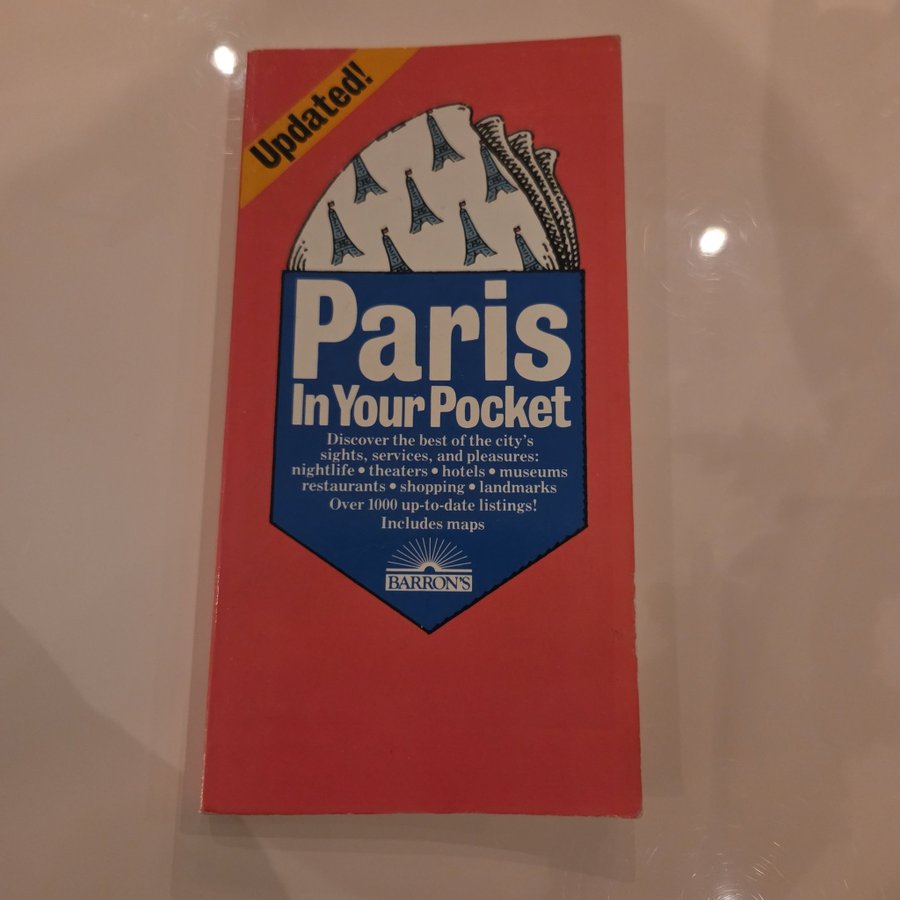 Updated!
Paris
In Your Pocket
Discover the best of the city's
sights, services, and pleasures:
nightlife • theaters • hotels • museums
restaurants • shopping • landmarks
Over 1000 up-to-date listings!
Includes maps
BARRON'S